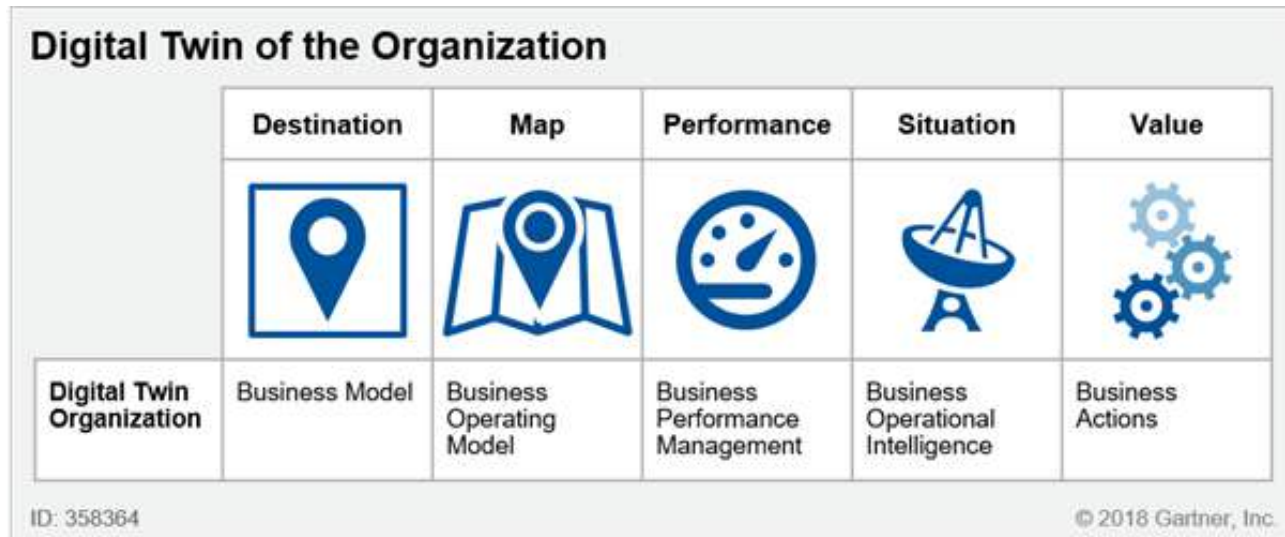 Digital Twin of the Organization
Destination
Map
Performance
Situation
Value
Digital Twin
Organization
Business Model
Business
Operating
Model
Business
Performance
Management
Business
Operational
Intelligence
Business
Actions
ID: 358364
© 2018 Gartner, Inc.